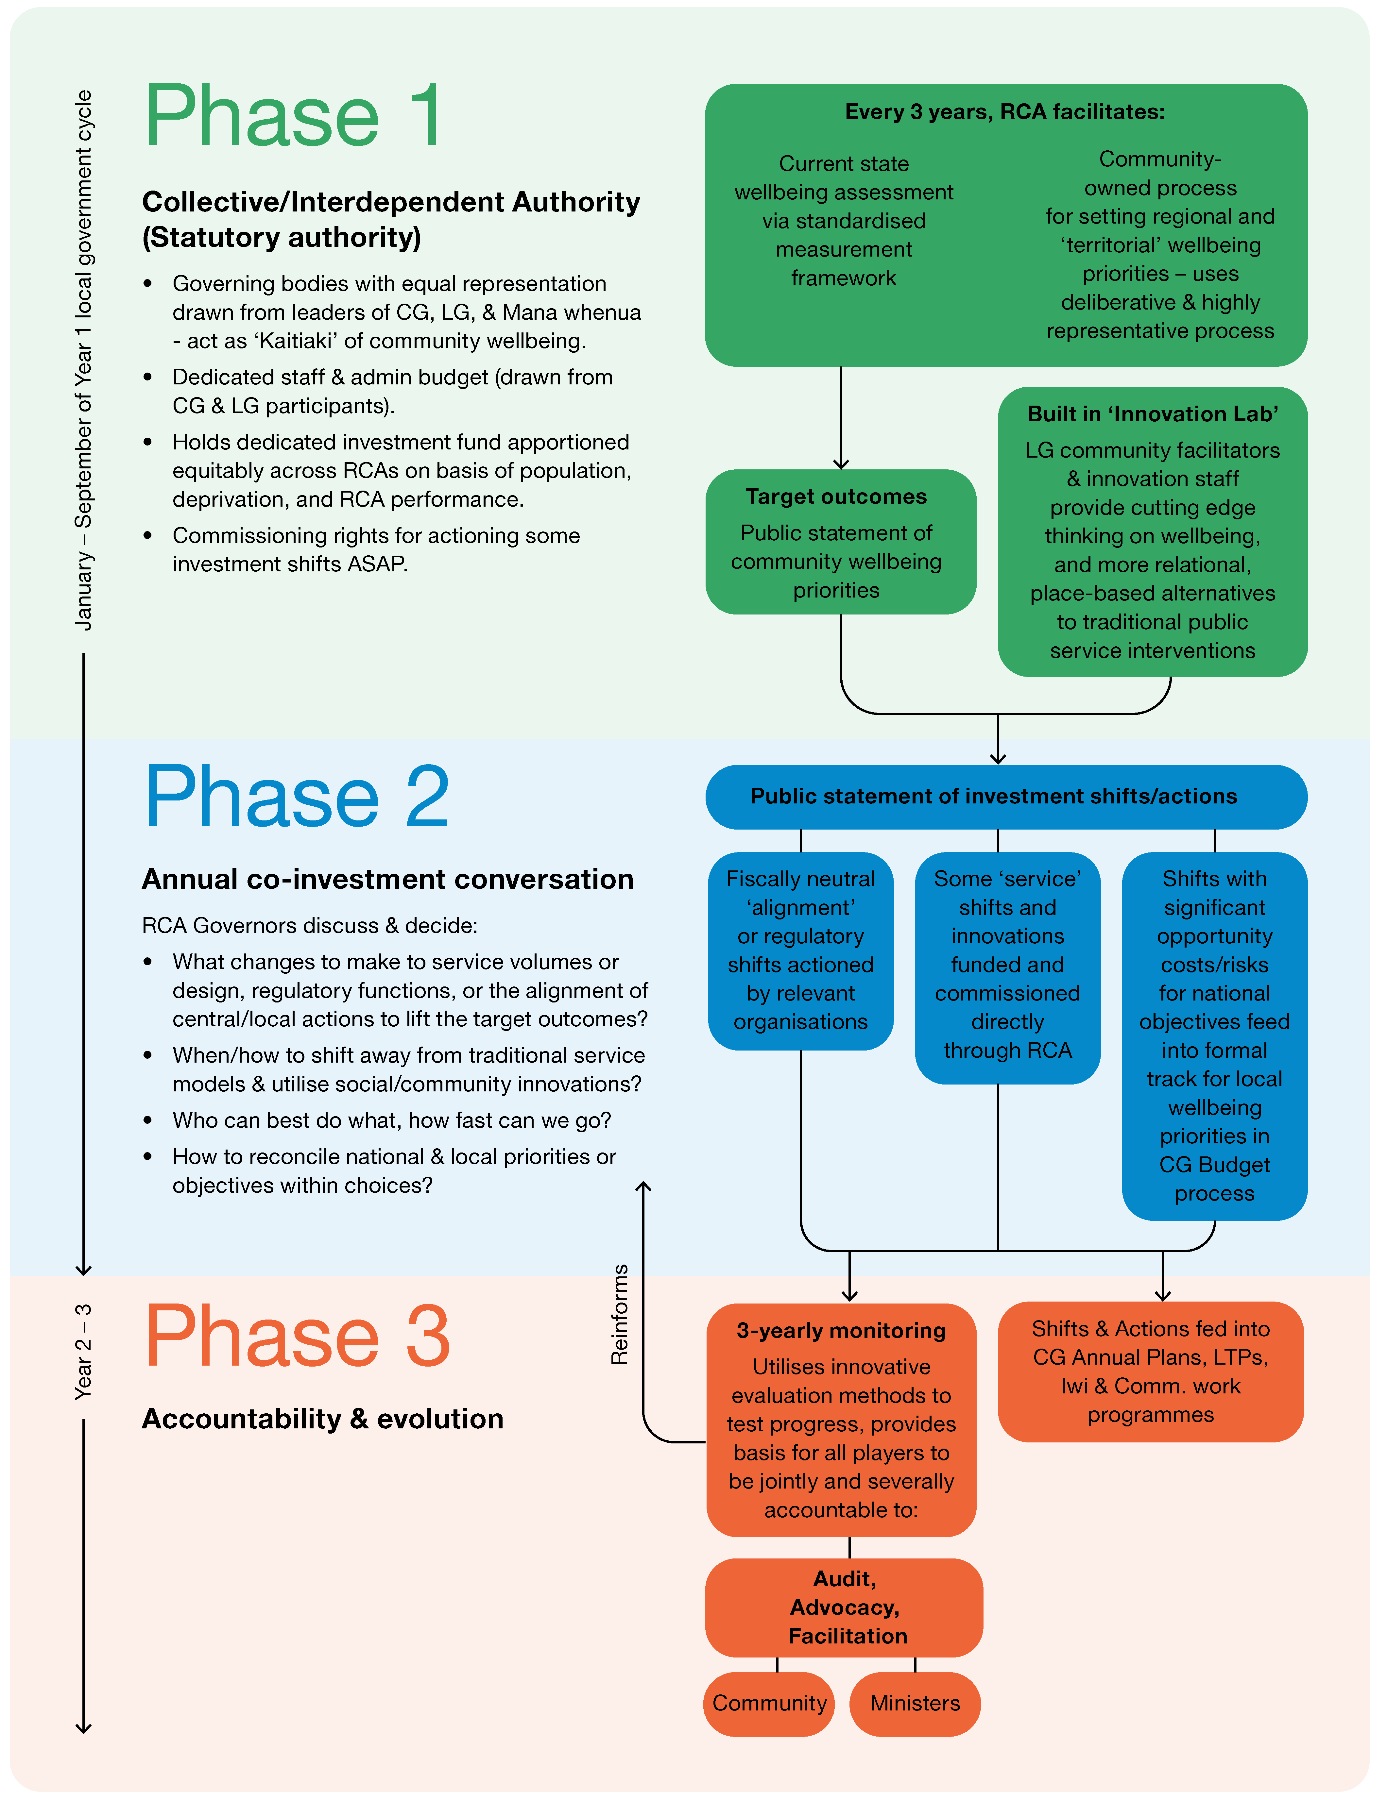 January – September of Year 1 local government cycle
Phase 1
Collective/Interdependent Authority
(Statutory authority)
• Governing bodies with equal representation
drawn from leaders of CG, LG, & Mana whenua
- act as ‘Kaitiaki’ of community wellbeing.
• Dedicated staff & admin budget (drawn from
CG & LG participants).
• Holds dedicated investment fund apportioned
equitably across RCAs on basis of population,
deprivation, and RCA performance.
• Commissioning rights for actioning some
investment shifts ASAP.
Every 3 years, RCA facilitates:
Current state
wellbeing assessment
via standardised
measurement
framework
Community-
owned process
for setting regional and
‘territorial’ wellbeing
priorities – uses
deliberative & highly
representative process
Target outcomes
Public statement of
community wellbeing
priorities
Built in ‘Innovation Lab’
LG community facilitators
& innovation staff
provide cutting edge
thinking on wellbeing,
and more relational,
place-based alternatives
to traditional public
service interventions
Phase 2
Annual co-investment conversation
RCA Governors discuss & decide:
• What changes to make to service volumes or
design, regulatory functions, or the alignment of
central/local actions to lift the target outcomes?
• When/how to shift away from traditional service
models & utilise social/community innovations?
• Who can best do what, how fast can we go?
• How to reconcile national & local priorities or
objectives within choices?
Public statement of investment shifts/actions
Fiscally neutral
‘alignment’
or regulatory
shifts actioned
by relevant
organisations
Some ‘service’
shifts and
innovations
funded and
commissioned
directly
through RCA
Shifts with
significant
opportunity
costs/risks
for national
objectives feed
into formal
track for local
wellbeing
priorities in
CG Budget
process
Year 2 – 3
Phase 3
Accountability & evolution
Reinforms
3-yearly monitoring
Utilises innovative
evaluation methods to
test progress, provides
basis for all players to
be jointly and severally
accountable to:
Shifts & Actions fed into
CG Annual Plans, LTPs,
Iwi & Comm. work
programmes
Audit,
Advocacy,
Facilitation
Community
Ministers